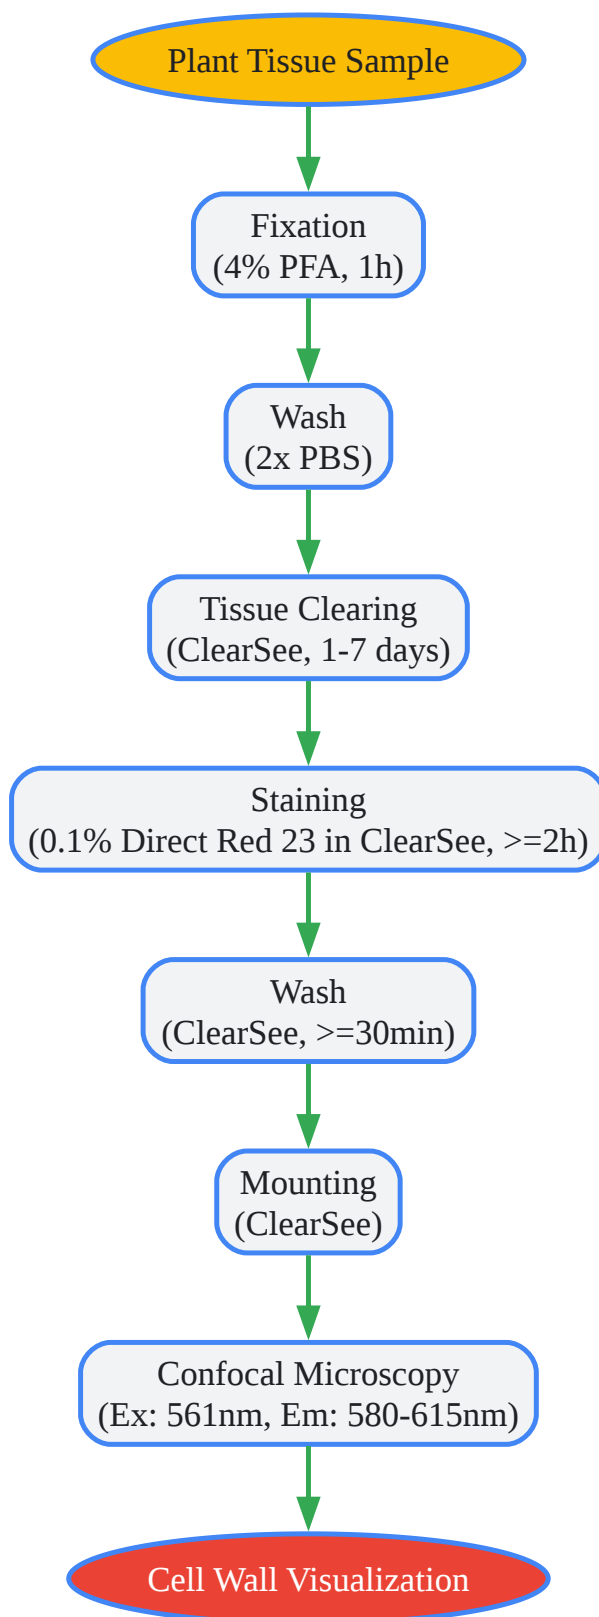 Plant Tissue Sample
Fixation
(4% PFA, 1h)
Wash
(2x PBS)
Tissue Clearing
(ClearSee, 1-7 days)
Staining
(0.1% Direct Red 23 in ClearSee, >=2h)
Wash
(ClearSee, >=30min)
Mounting
(ClearSee)
Confocal Microscopy
(Ex: 561nm, Em: 580-615nm)
Cell Wall Visualization